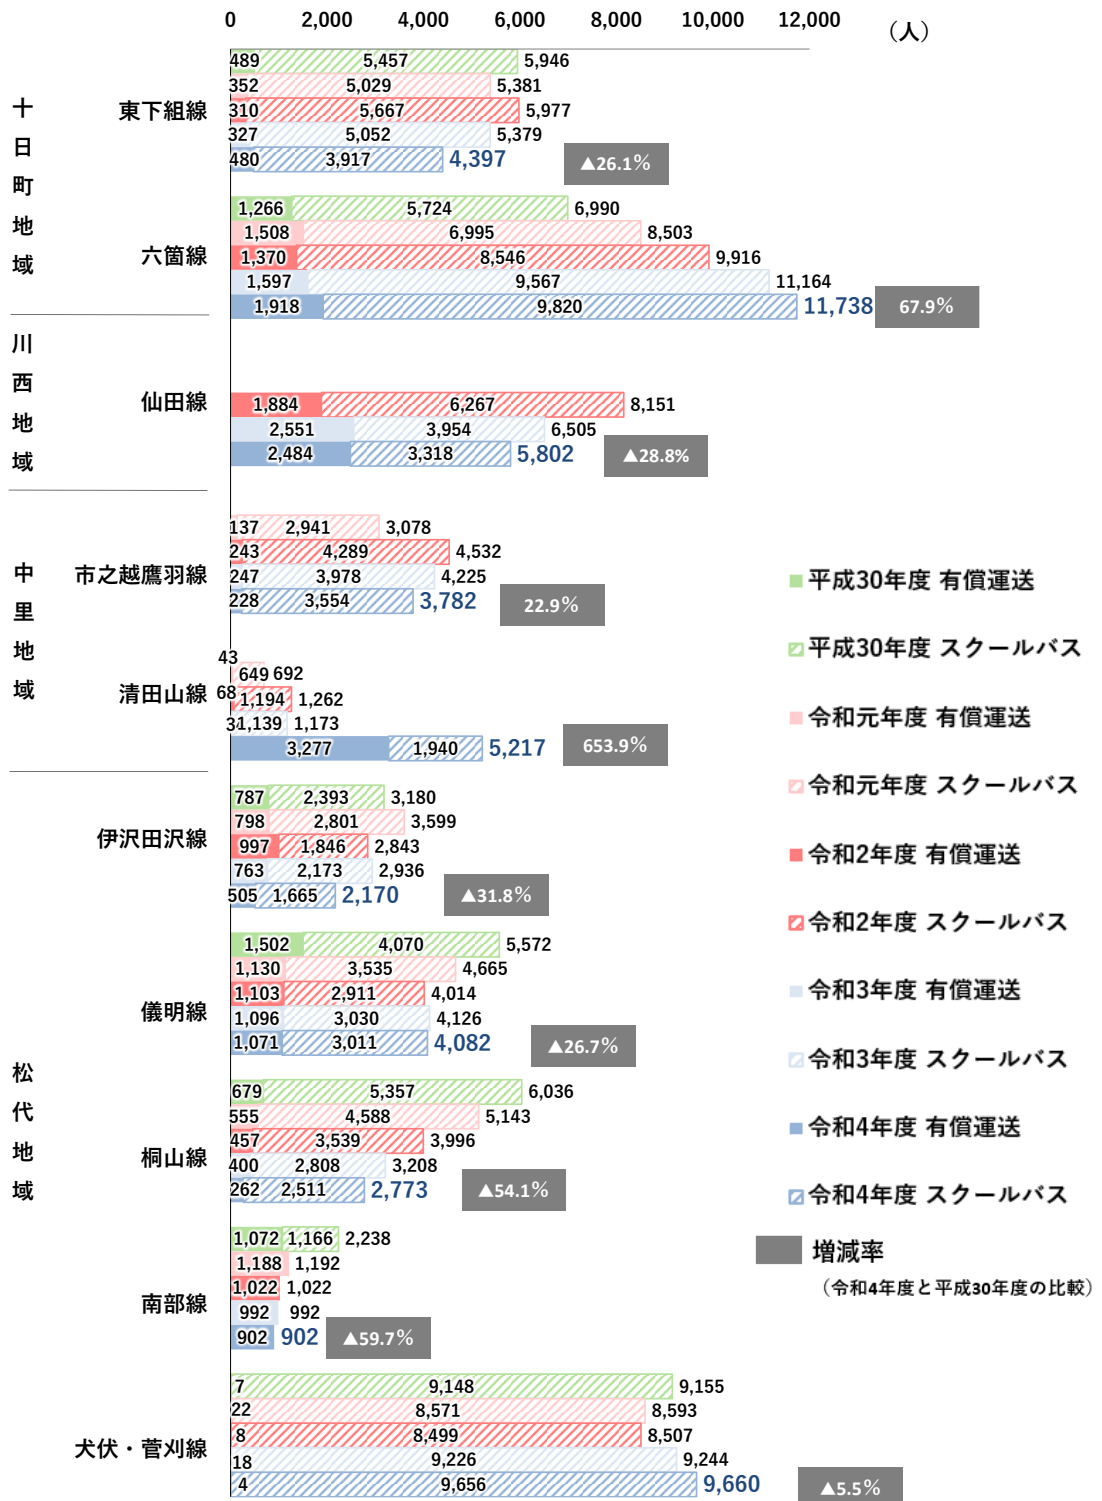 0 2,000 4,000 6,000 8,000 10,000 12,000 （人）
十日町地域
東下組線
489 5,457 5,946
352 5,029 5,381
310 5,667 5,977
327 5,052 5,379
480 3,917 4,397 ▲26.1%
六箇線
1,266 5,724 6,990
1,508 6,995 8,503
1,370 8,546 9,916
1,597 9,567 11,164
1,918 9,820 11,738 67.9%
川西地域
仙田線
1,884 6,267 8,151
2,551 3,954 6,505
2,484 3,318 5,802 ▲28.8%
中里地域
市之越鷹羽線
137 2,941 3,078
243 4,289 4,532
247 3,978 4,225
228 3,554 3,782 22.9%
清田山線
43 649 692
68 1,194 1,262
31,139 1,173
3,277 1,940 5,217 653.9%
松代地域
伊沢田沢線
787 2,393 3,180
798 2,801 3,599
997 1,846 2,843
763 2,173 2,936
505 1,665 2,170 ▲31.8%
儀明線
1,502 4,070 5,572
1,130 3,535 4,665
1,103 2,911 4,014
1,096 3,030 4,126
1,071 3,011 4,082 ▲26.7%
桐山線
679 5,357 6,036
555 4,588 5,143
457 3,539 3,996
400 2,808 3,208
262 2,511 2,773 ▲54.1%
南部線
1,072 1,166 2,238
1,188 1,192
1,022 1,022
992 992
902 902 ▲59.7%
犬伏・菅刈線
7 9,148 9,155
22 8,571 8,593
8 8,499 8,507
18 9,226 9,244
4 9,656 9,660 ▲5.5%
平成30年度 有償運送
平成30年度 スクールバス
令和元年度 有償運送
令和元年度 スクールバス
令和2年度 有償運送
令和2年度 スクールバス
令和3年度 有償運送
令和3年度 スクールバス
令和4年度 有償運送
令和4年度 スクールバス
増減率
（令和4年度と平成30年度の比較）